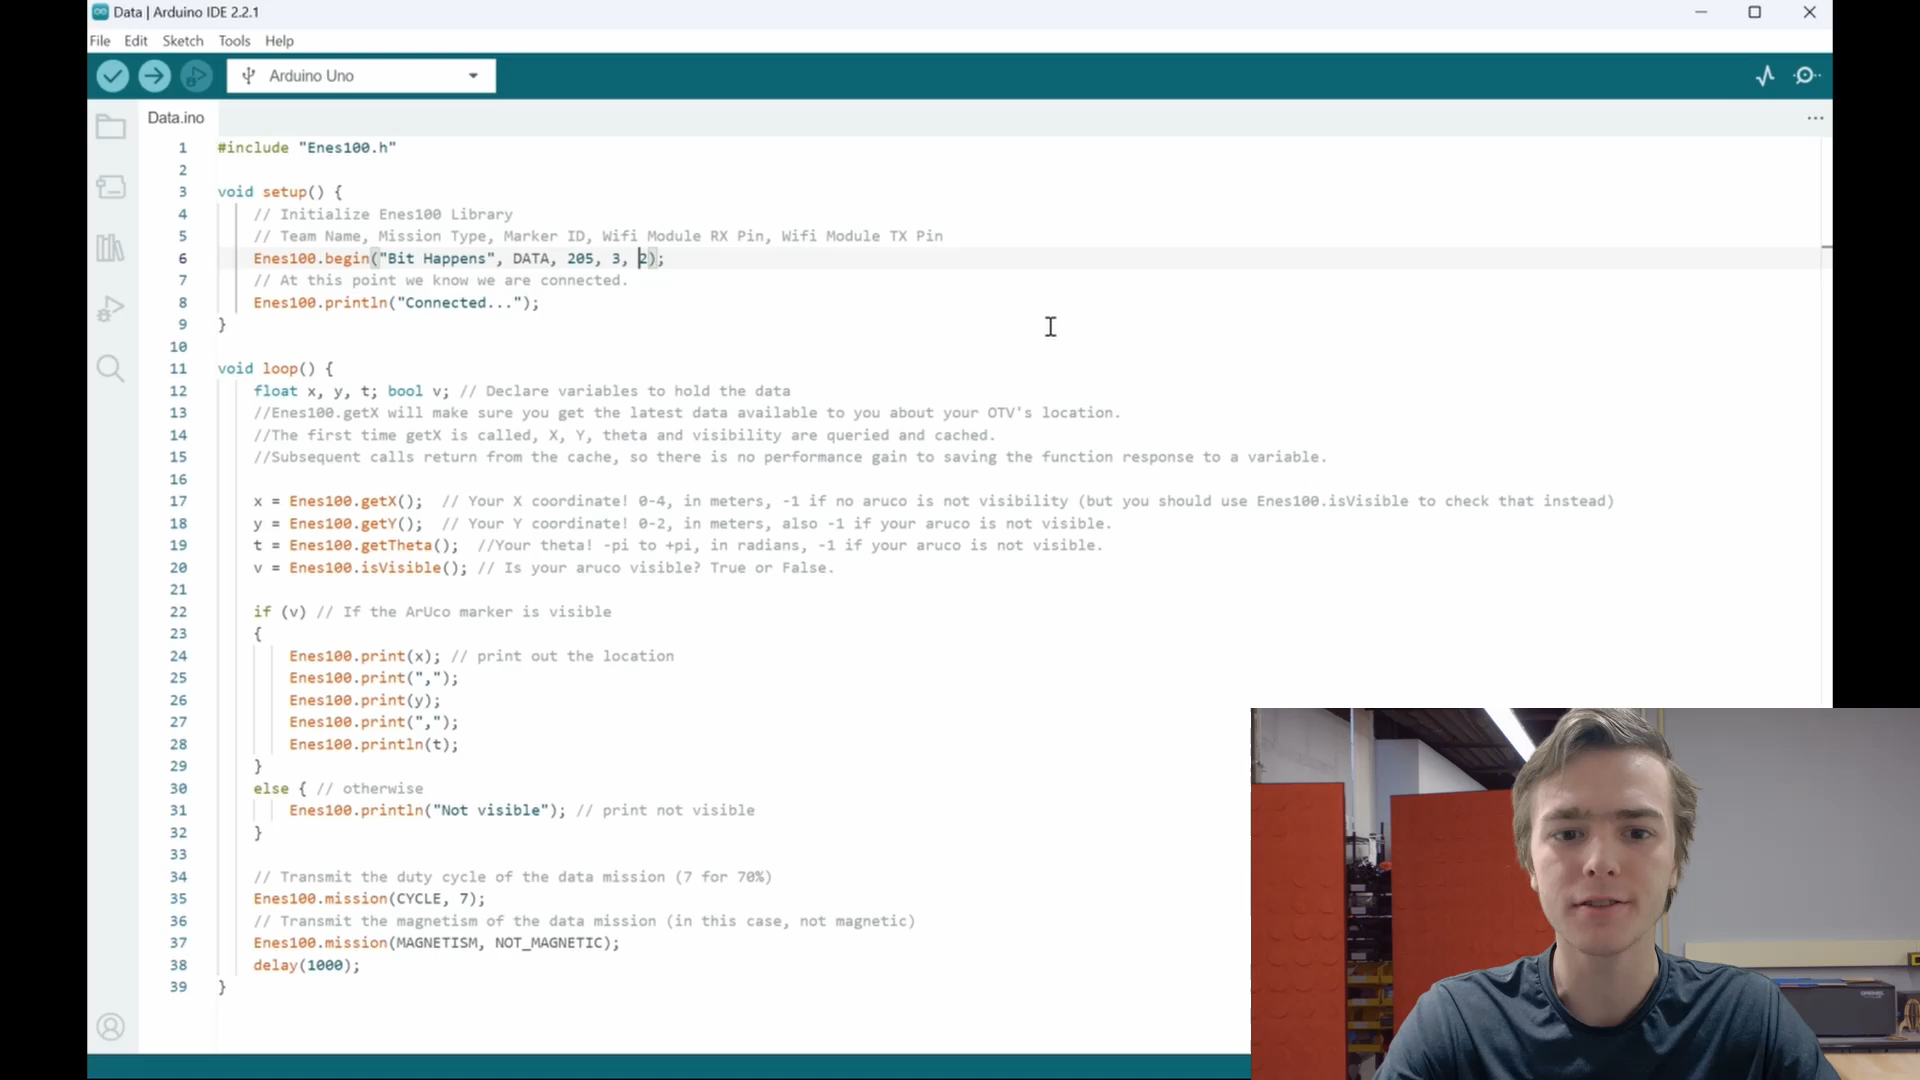 Data | Arduino IDE 2.2.1
File Edit Sketch Tools Help
Arduino Uno
Data.ino
1 #include "Enes100.h"
2
3 void setup() {
4 // Initialize Enes100 Library
5 // Team Name, Mission Type, Marker ID, Wifi Module RX Pin, Wifi Module TX Pin
6 Enes100.begin("Bit Happens", DATA, 205, 3, 2);
7 // At this point we know we are connected.
8 Enes100.println("Connected...");
9 }
10
11 void loop() {
12 float x, y, t; bool v; // Declare variables to hold the data
13 //Enes100.getX will make sure you get the latest data available to you about your OTV's location.
14 //The first time getX is called, X, Y, theta and visibility are queried and cached.
15 //Subsequent calls return from the cache, so there is no performance gain to saving the function response to a variable.
16
17 x = Enes100.getX(); // Your X coordinate! 0-4, in meters, -1 if no aruco is not visibility (but you should use Enes100.isVisible to check that instead)
18 y = Enes100.getY(); // Your Y coordinate! 0-2, in meters, also -1 if your aruco is not visible.
19 t = Enes100.getTheta(); //Your theta! -pi to +pi, in radians, -1 if your aruco is not visible.
20 v = Enes100.isVisible(); // Is your aruco visible? True or False.
21
22 if (v) // If the ArUco marker is visible
23 {
24 Enes100.print(x); // print out the location
25 Enes100.print(",");
26 Enes100.print(y);
27 Enes100.print(",");
28 Enes100.println(t);
29 }
30 else { // otherwise
31 Enes100.println("Not visible"); // print not visible
32 }
33
34 // Transmit the duty cycle of the data mission (7 for 70%)
35 Enes100.mission(CYCLE, 7);
36 // Transmit the magnetism of the data mission (in this case, not magnetic)
37 Enes100.mission(MAGNETISM, NOT_MAGNETIC);
38 delay(1000);
39 }